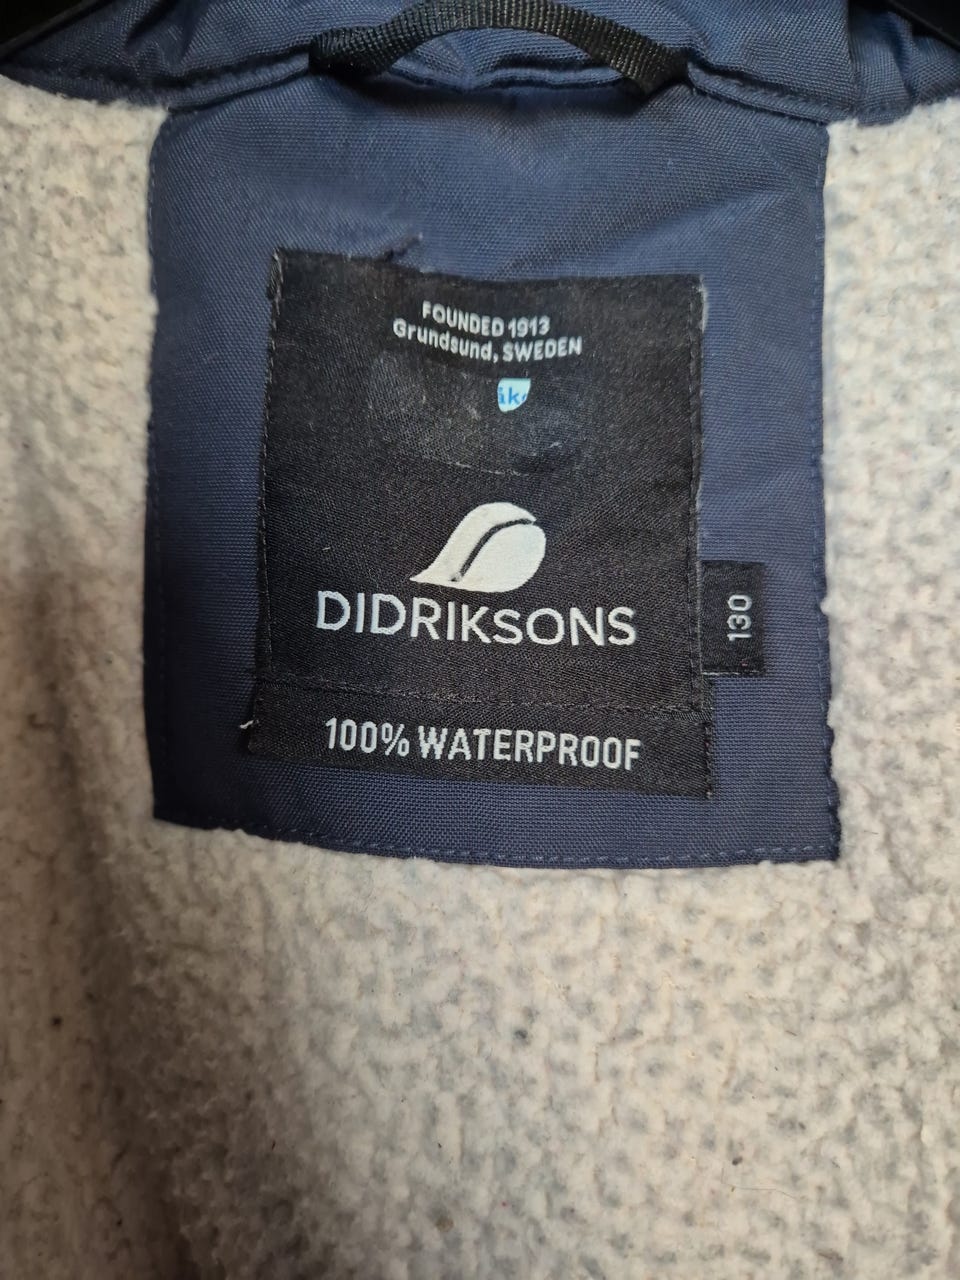 FOUNDED 1913
Grundsund, SWEDEN
DIDRIKSONS
130
100% WATERPROOF